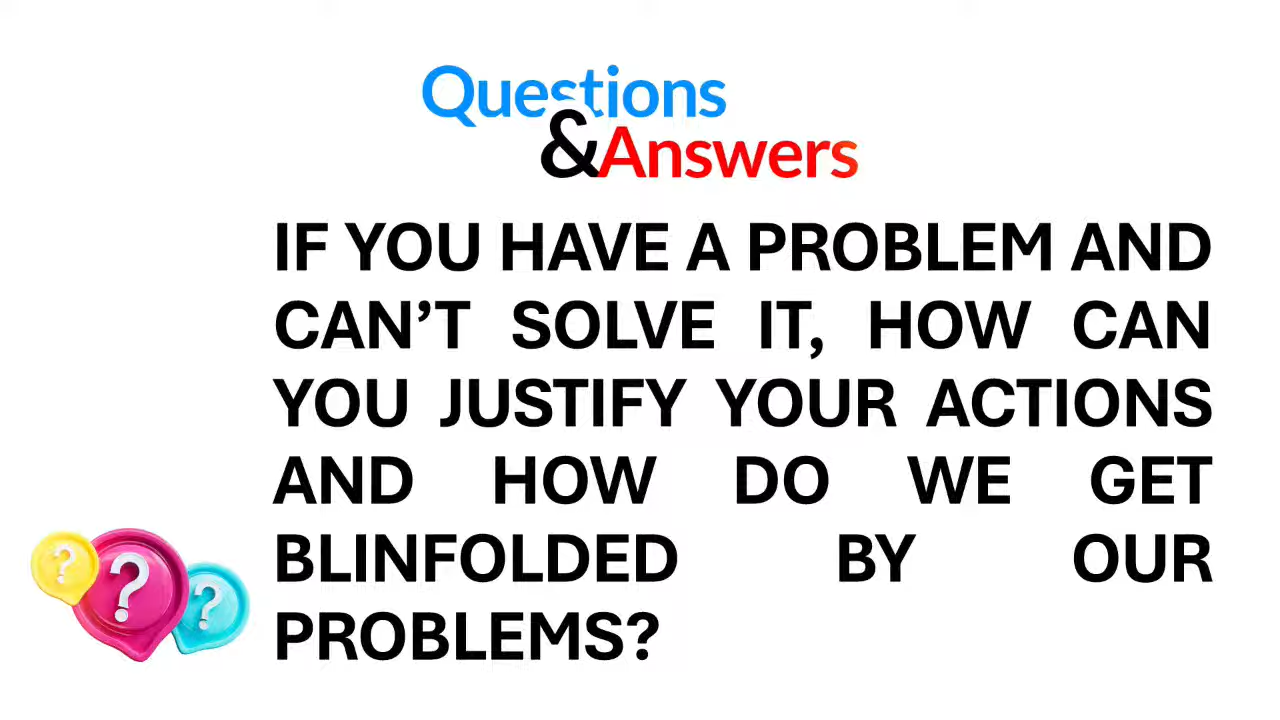 Questions
&Answers
IF YOU HAVE A PROBLEM AND
CAN'T SOLVE IT, HOW CAN
YOU JUSTIFY YOUR ACTIONS
AND HOW DO WE GET
BLINFOLDED BY OUR
PROBLEMS?
? ? ?